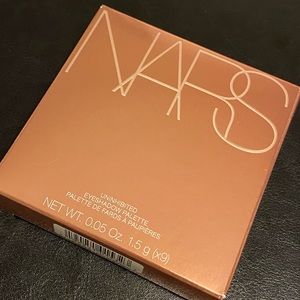 NARS
UNINHIBITED
EYESHADOW PALETTE
PALETTE DE FARDS À PAUPIÈRES
NET WT. 0.05 Oz. 1.5 g (x9)